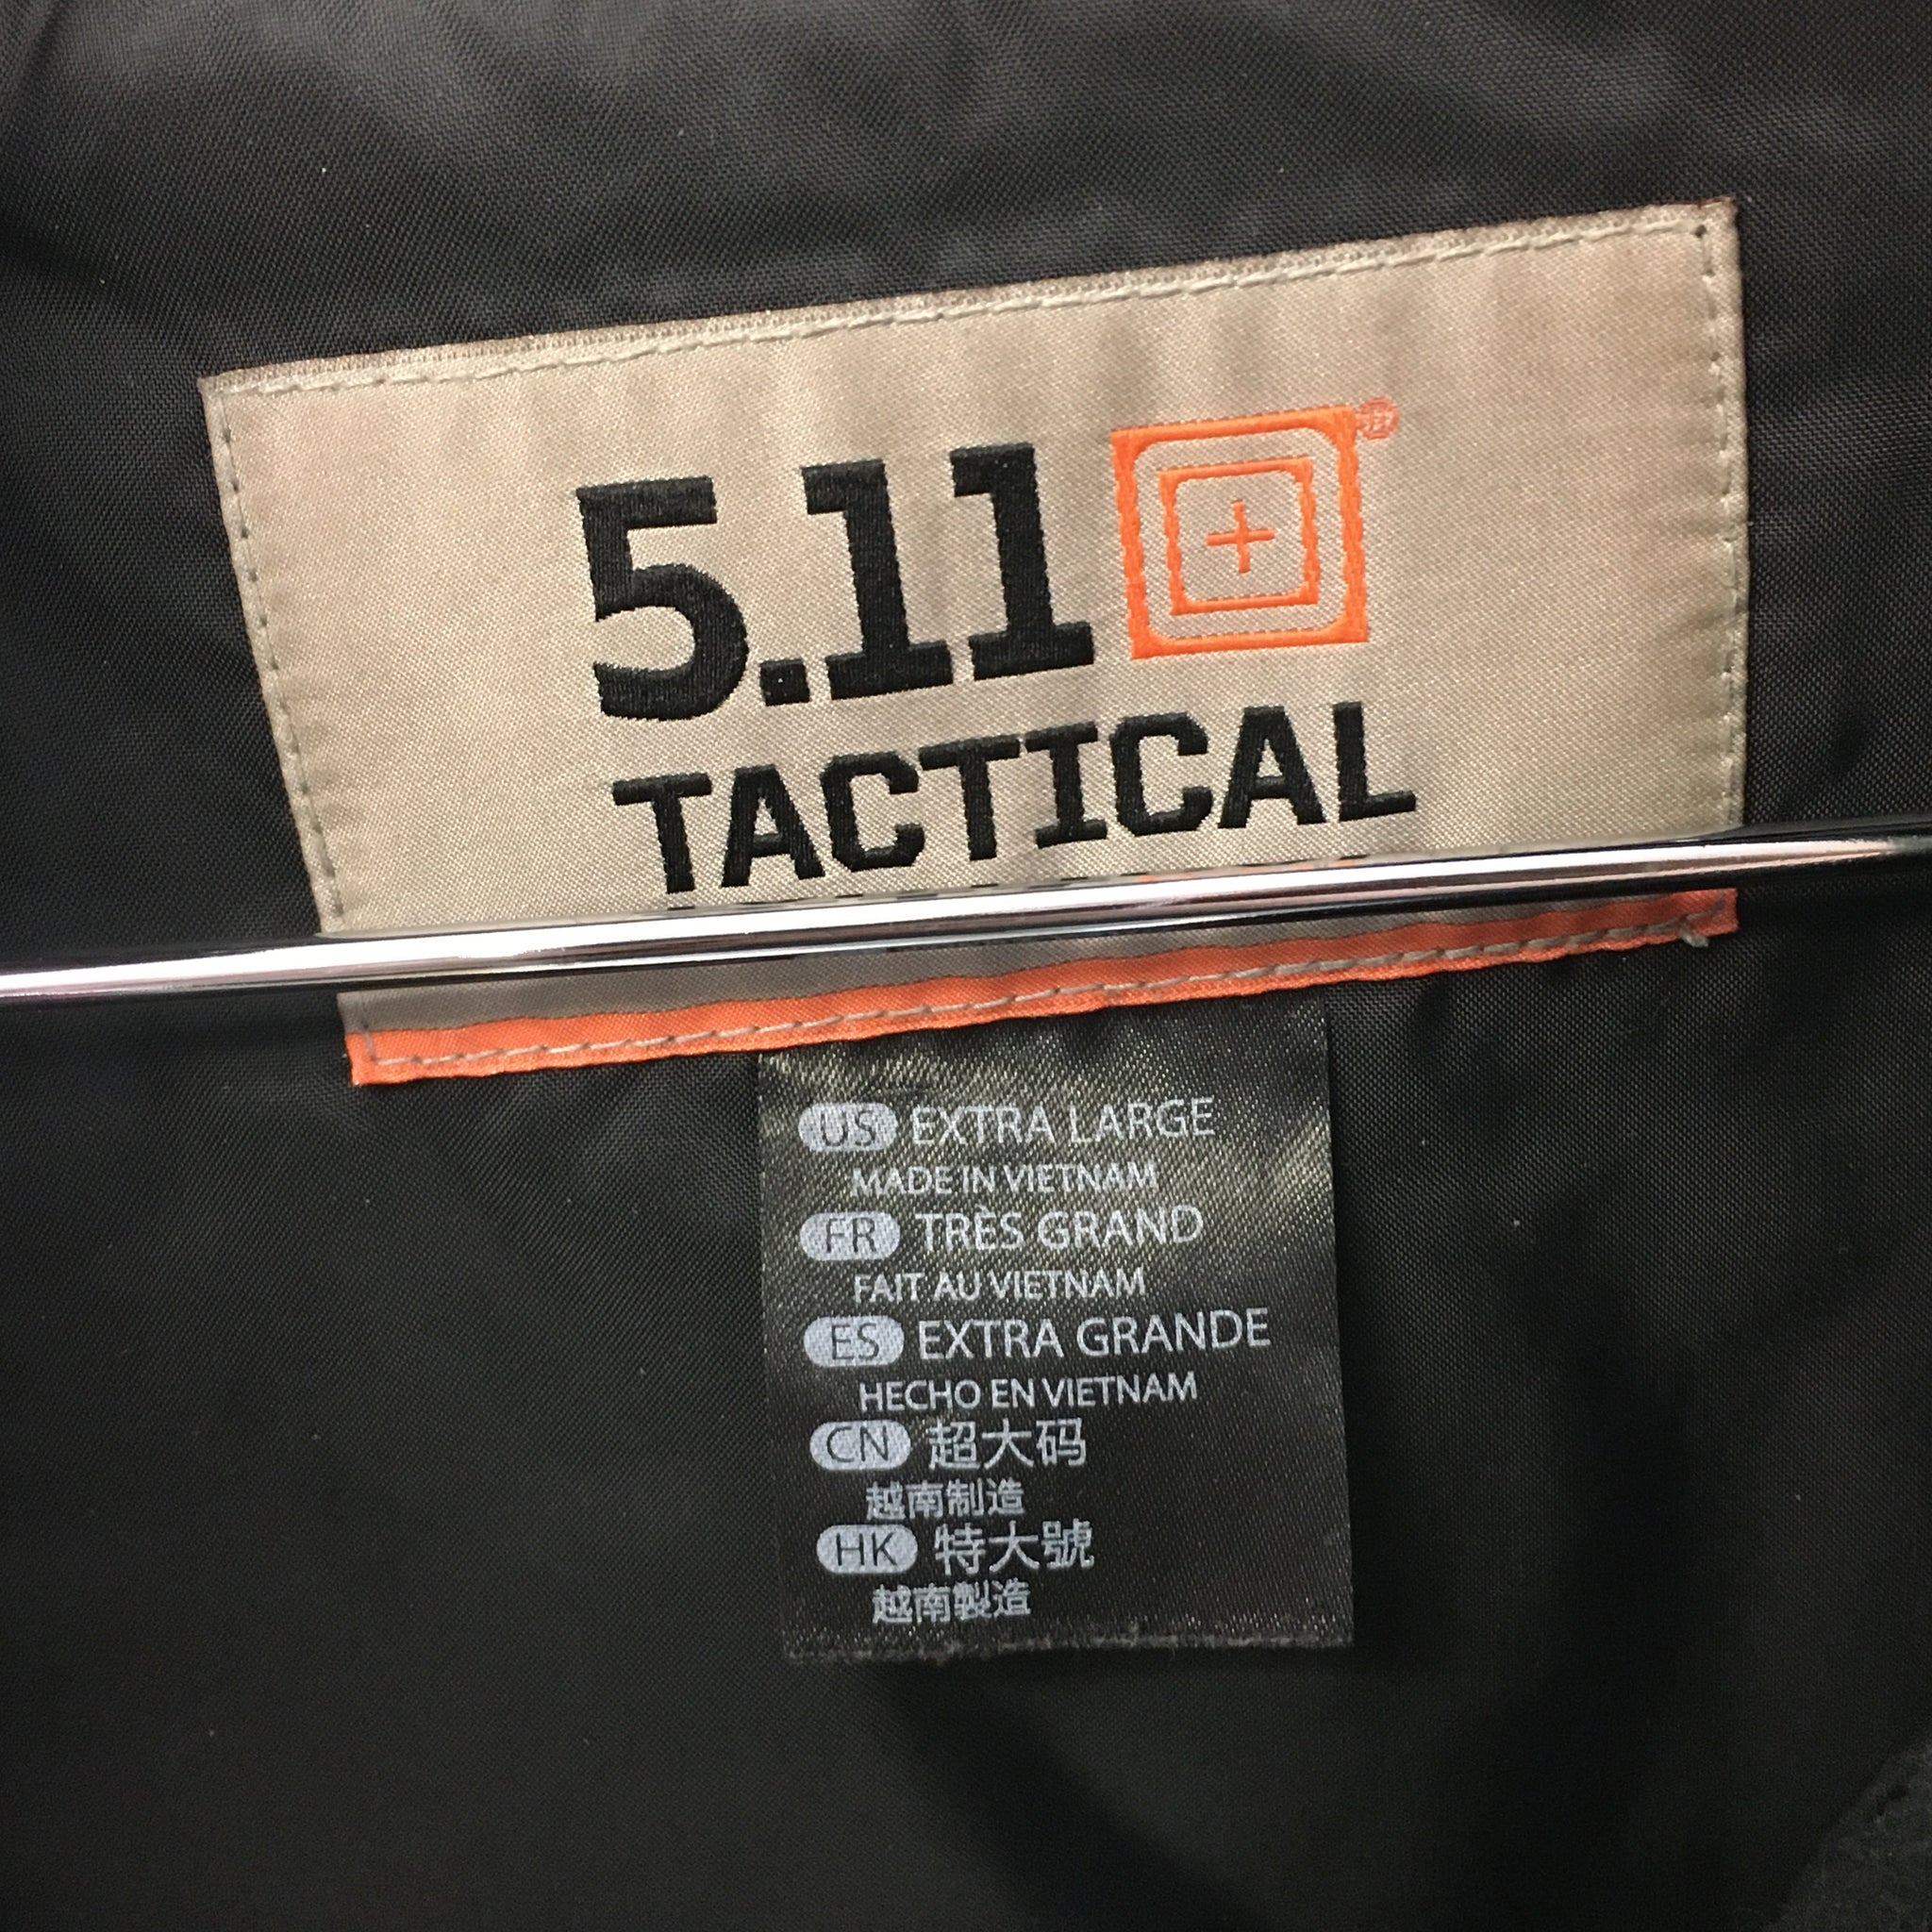 5.11
TACTICAL
US EXTRA LARGE
MADE IN VIETNAM
FR TRÈS GRAND
FAIT AU VIETNAM
ES EXTRA GRANDE
HECHO EN VIETNAM
CN 超大码
越南制造
HK 特大號
越南製造